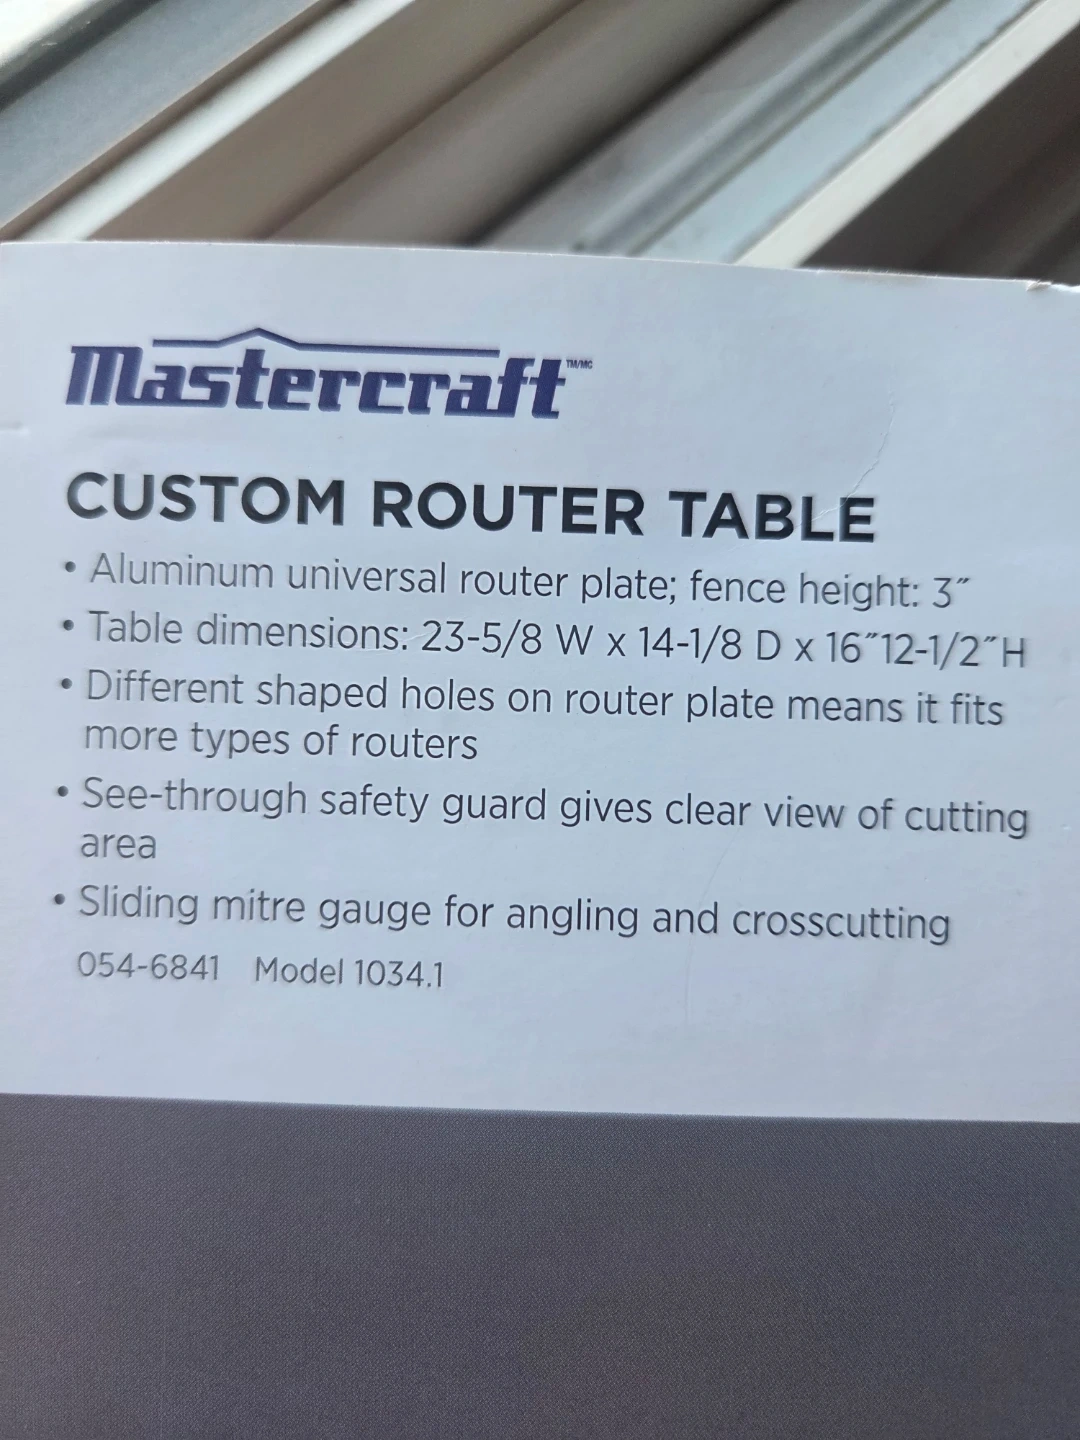 Mastercraft TM/MC
CUSTOM ROUTER TABLE
• Aluminum universal router plate; fence height: 3˝
• Table dimensions: 23-5/8 W x 14-1/8 D x 16˝12-1/2˝H
• Different shaped holes on router plate means it fits
more types of routers
• See-through safety guard gives clear view of cutting
area
• Sliding mitre gauge for angling and crosscutting
054-6841 Model 1034.1